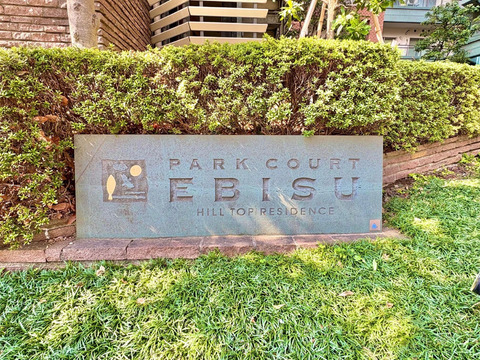 PARK COURT
EBISU
HILL TOP RESIDENCE